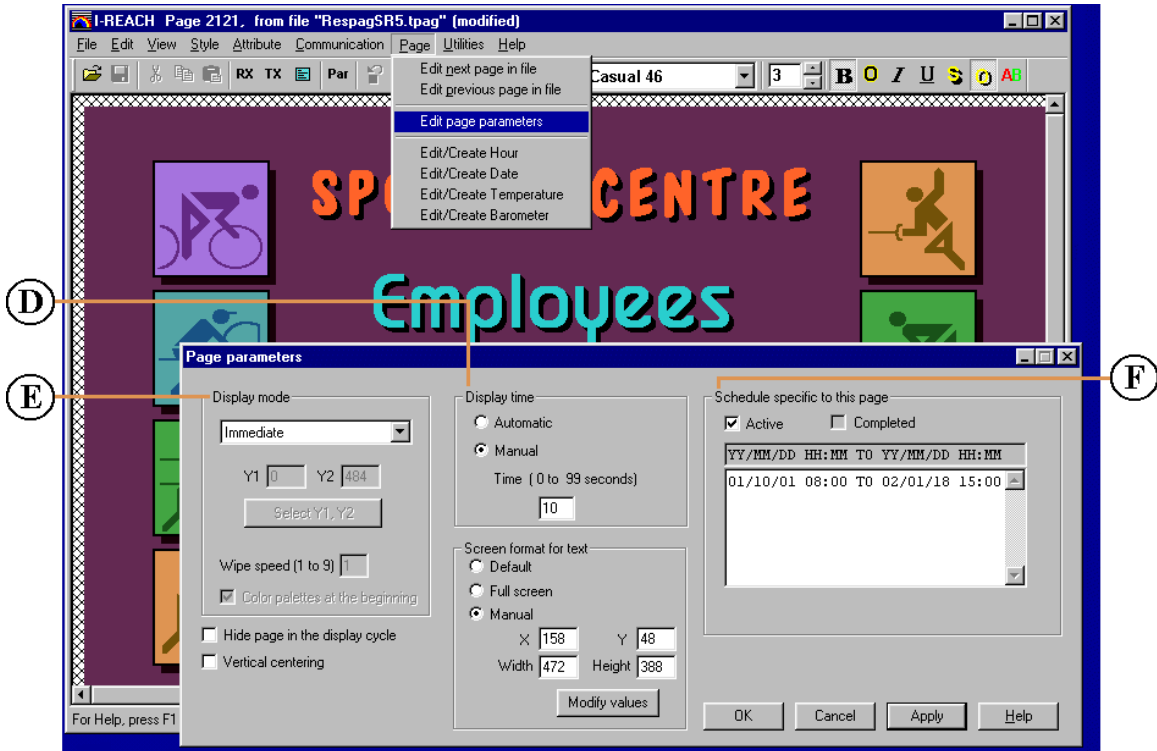 I-REACH Page 2121, from file "RespagSR5.tpag" (modified)
File Edit View Style Attribute Communication Page Utilities Help
RX TX Par Casual 46 3 B O I U S O AB
Edit next page in file
Edit previous page in file
Edit page parameters
Edit/Create Hour
Edit/Create Date
Edit/Create Temperature
Edit/Create Barometer
SP CENTRE
Employees
D
E
F
Page parameters
Display mode
Immediate
Y1 0 Y2 484
Select Y1, Y2
Wipe speed (1 to 9) 1
Color palettes at the beginning
Hide page in the display cycle
Vertical centering
Display time
Automatic
Manual
Time ( 0 to 99 seconds)
10
Screen format for text
Default
Full screen
Manual
X 158 Y 48
Width 472 Height 388
Modify values
Schedule specific to this page
Active Completed
YY/MM/DD HH:MM TO YY/MM/DD HH:MM
01/10/01 08:00 TO 02/01/18 15:00
OK Cancel Apply Help
For Help, press F1